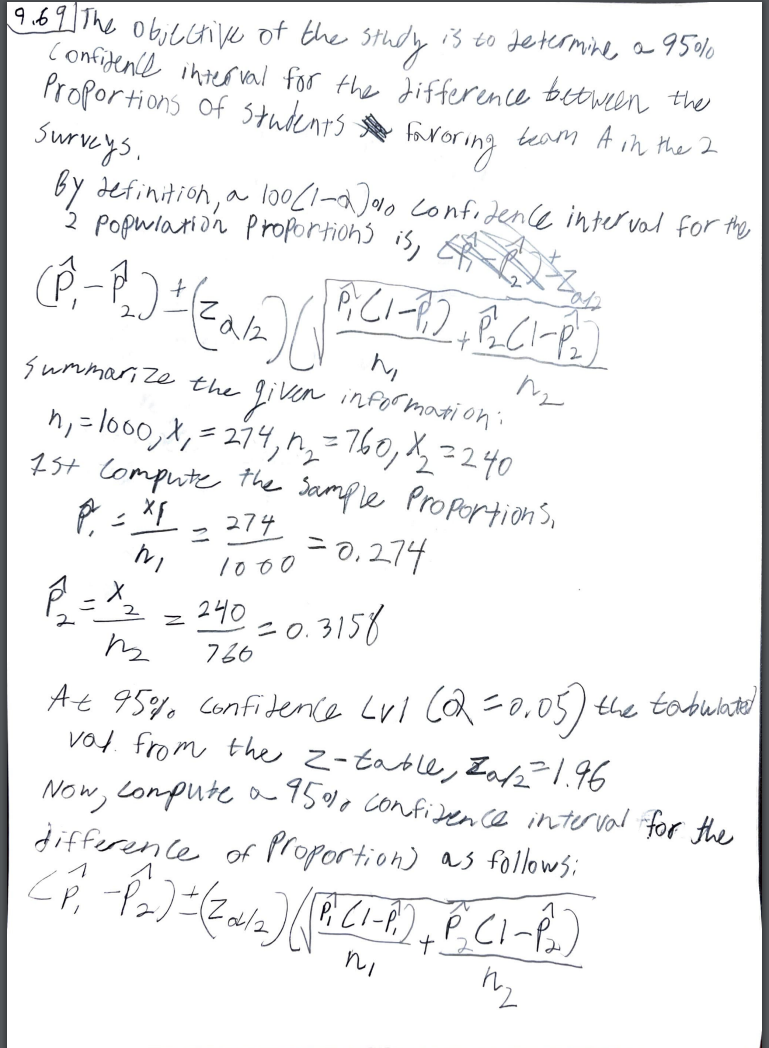 9.69 The objective of the study is to determine a 95%
confidence interval for the difference between the
Proportions of students favoring team A in the 2
surveys.
By definition, a 100(1-α)% confidence interval for the
2 population Proportions is,
(p̂₁-p̂₂)±(z_α/2)(√(p̂₁(1-p̂₁)/n₁ + p̂₂(1-p̂₂)/n₂))
Summarize the given information:
n₁=1000, x₁=274, n₂=760, x₂=240
1st compute the sample Proportions.
p̂₁ = x₁/n₁ = 274/1000 = 0.274
p̂₂ = x₂/n₂ = 240/760 = 0.3158
At 95% confidence Lvl (α=0.05) the tabulated
val. from the z-table, z_α/2=1.96
Now, compute a 95% confidence interval for the
difference of Proportions as follows:
(p̂₁-p̂₂)±(z_α/2)(√(p̂₁(1-p̂₁)/n₁ + p̂₂(1-p̂₂)/n₂)